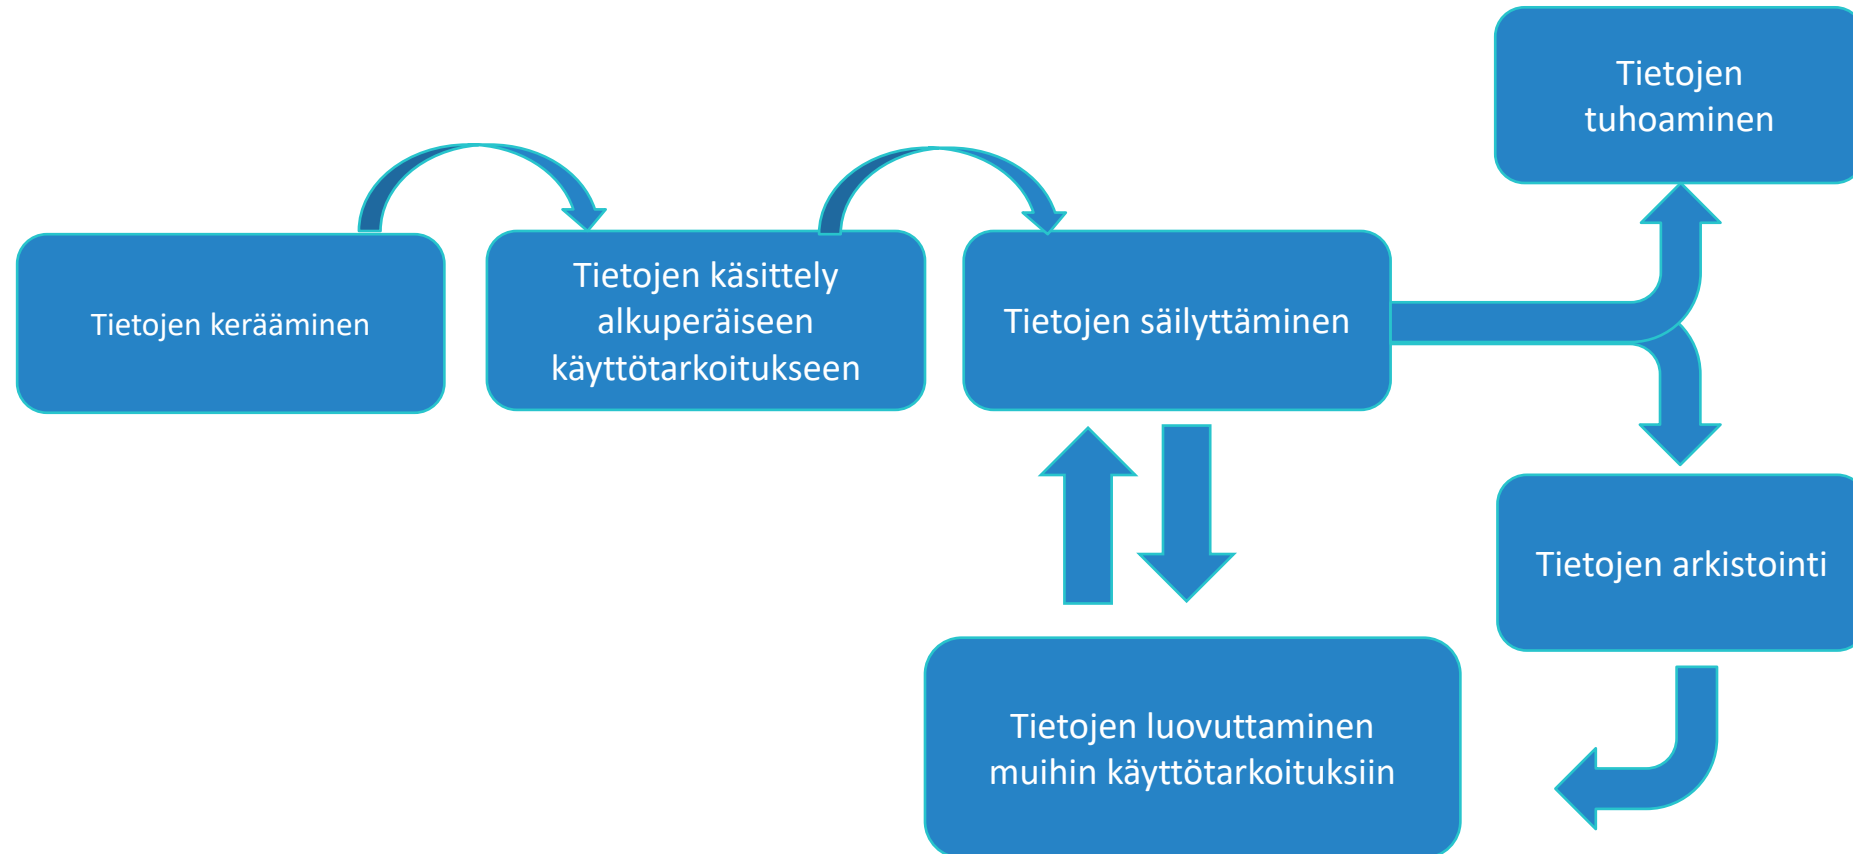 Tietojen kerääminen
Tietojen käsittely
alkuperäiseen
käyttötarkoitukseen
Tietojen säilyttäminen
Tietojen
tuhoaminen
Tietojen arkistointi
Tietojen luovuttaminen
muihin käyttötarkoituksiin